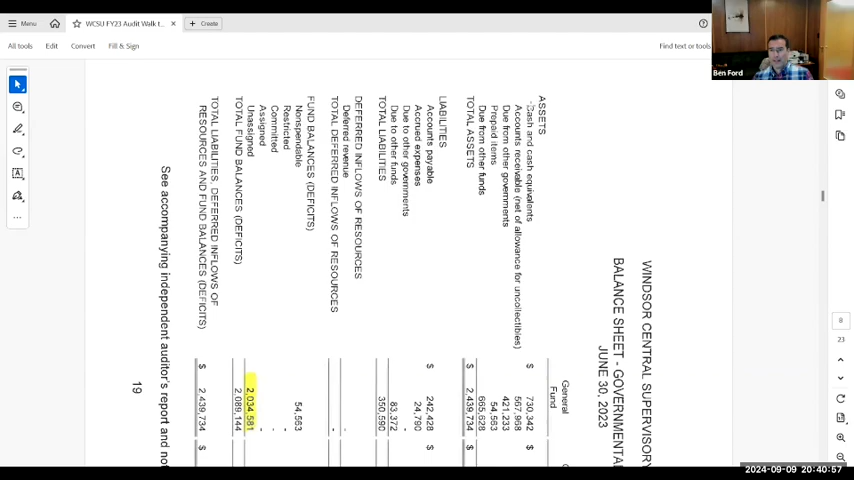 Menu
WCSU FY23 Audit Walk t...
Create
All tools
Edit
Convert
Fill & Sign
Find text or tools
Ben Ford
WINDSOR CENTRAL SUPERVISORY
BALANCE SHEET - GOVERNMENTAL
JUNE 30, 2023
General
Fund
ASSETS
Cash and cash equivalents $ 730,342 $
Accounts receivable (net of allowance for uncollectibles) 567,968
Due from other governments 421,233
Prepaid items 54,563
Due from other funds 665,628
TOTAL ASSETS $ 2,439,734 $
LIABILITIES
Accounts payable $ 242,428 $
Accrued expenses 24,790
Due to other governments -
Due to other funds 83,372
TOTAL LIABILITIES 350,590
DEFERRED INFLOWS OF RESOURCES
Deferred revenue -
TOTAL DEFERRED INFLOWS OF RESOURCES -
FUND BALANCES (DEFICITS)
Nonspendable 54,563
Restricted -
Committed -
Assigned -
Unassigned 2,034,581
TOTAL FUND BALANCES (DEFICITS) 2,089,144
TOTAL LIABILITIES, DEFERRED INFLOWS OF
RESOURCES AND FUND BALANCES (DEFICITS) $ 2,439,734 $
See accompanying independent auditor's report and not
19
8
23
2024-09-09 20:40:57